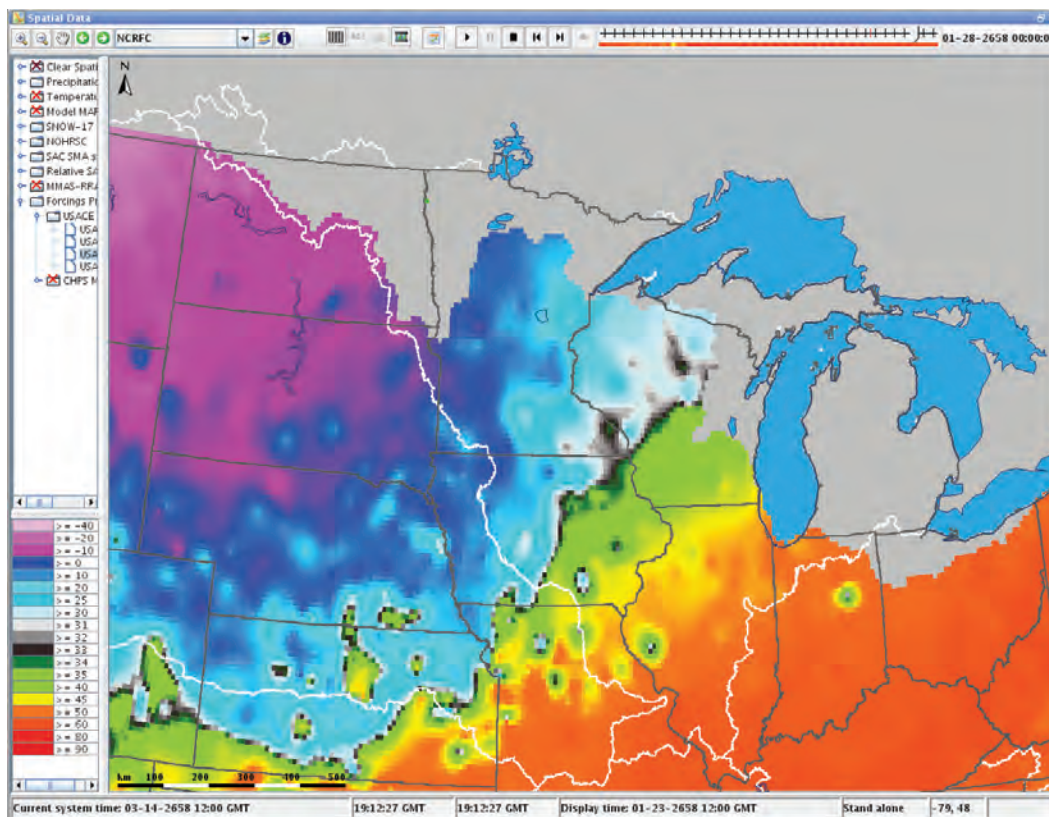 Spatial Data
NCRFC
01-28-2658 00:00:0
N
Clear Spati
Precipitatio
Temperatu
Model MAP
SNOW-17
NOHRSC
SAC SMA s
Relative SA
MMAS-RRA
Forcings Pr
USACE
USA
USA
USA
USA
CHPS M
>= -40
>= -20
>= -10
>= 0
>= 10
>= 20
>= 25
>= 30
>= 31
>= 32
>= 33
>= 34
>= 35
>= 40
>= 45
>= 50
>= 60
>= 80
>= 90
km 100 200 300 400 500
Current system time: 03-14-2658 12:00 GMT 19:12:27 GMT 19:12:27 GMT Display time: 01-23-2658 12:00 GMT Stand alone -79, 48